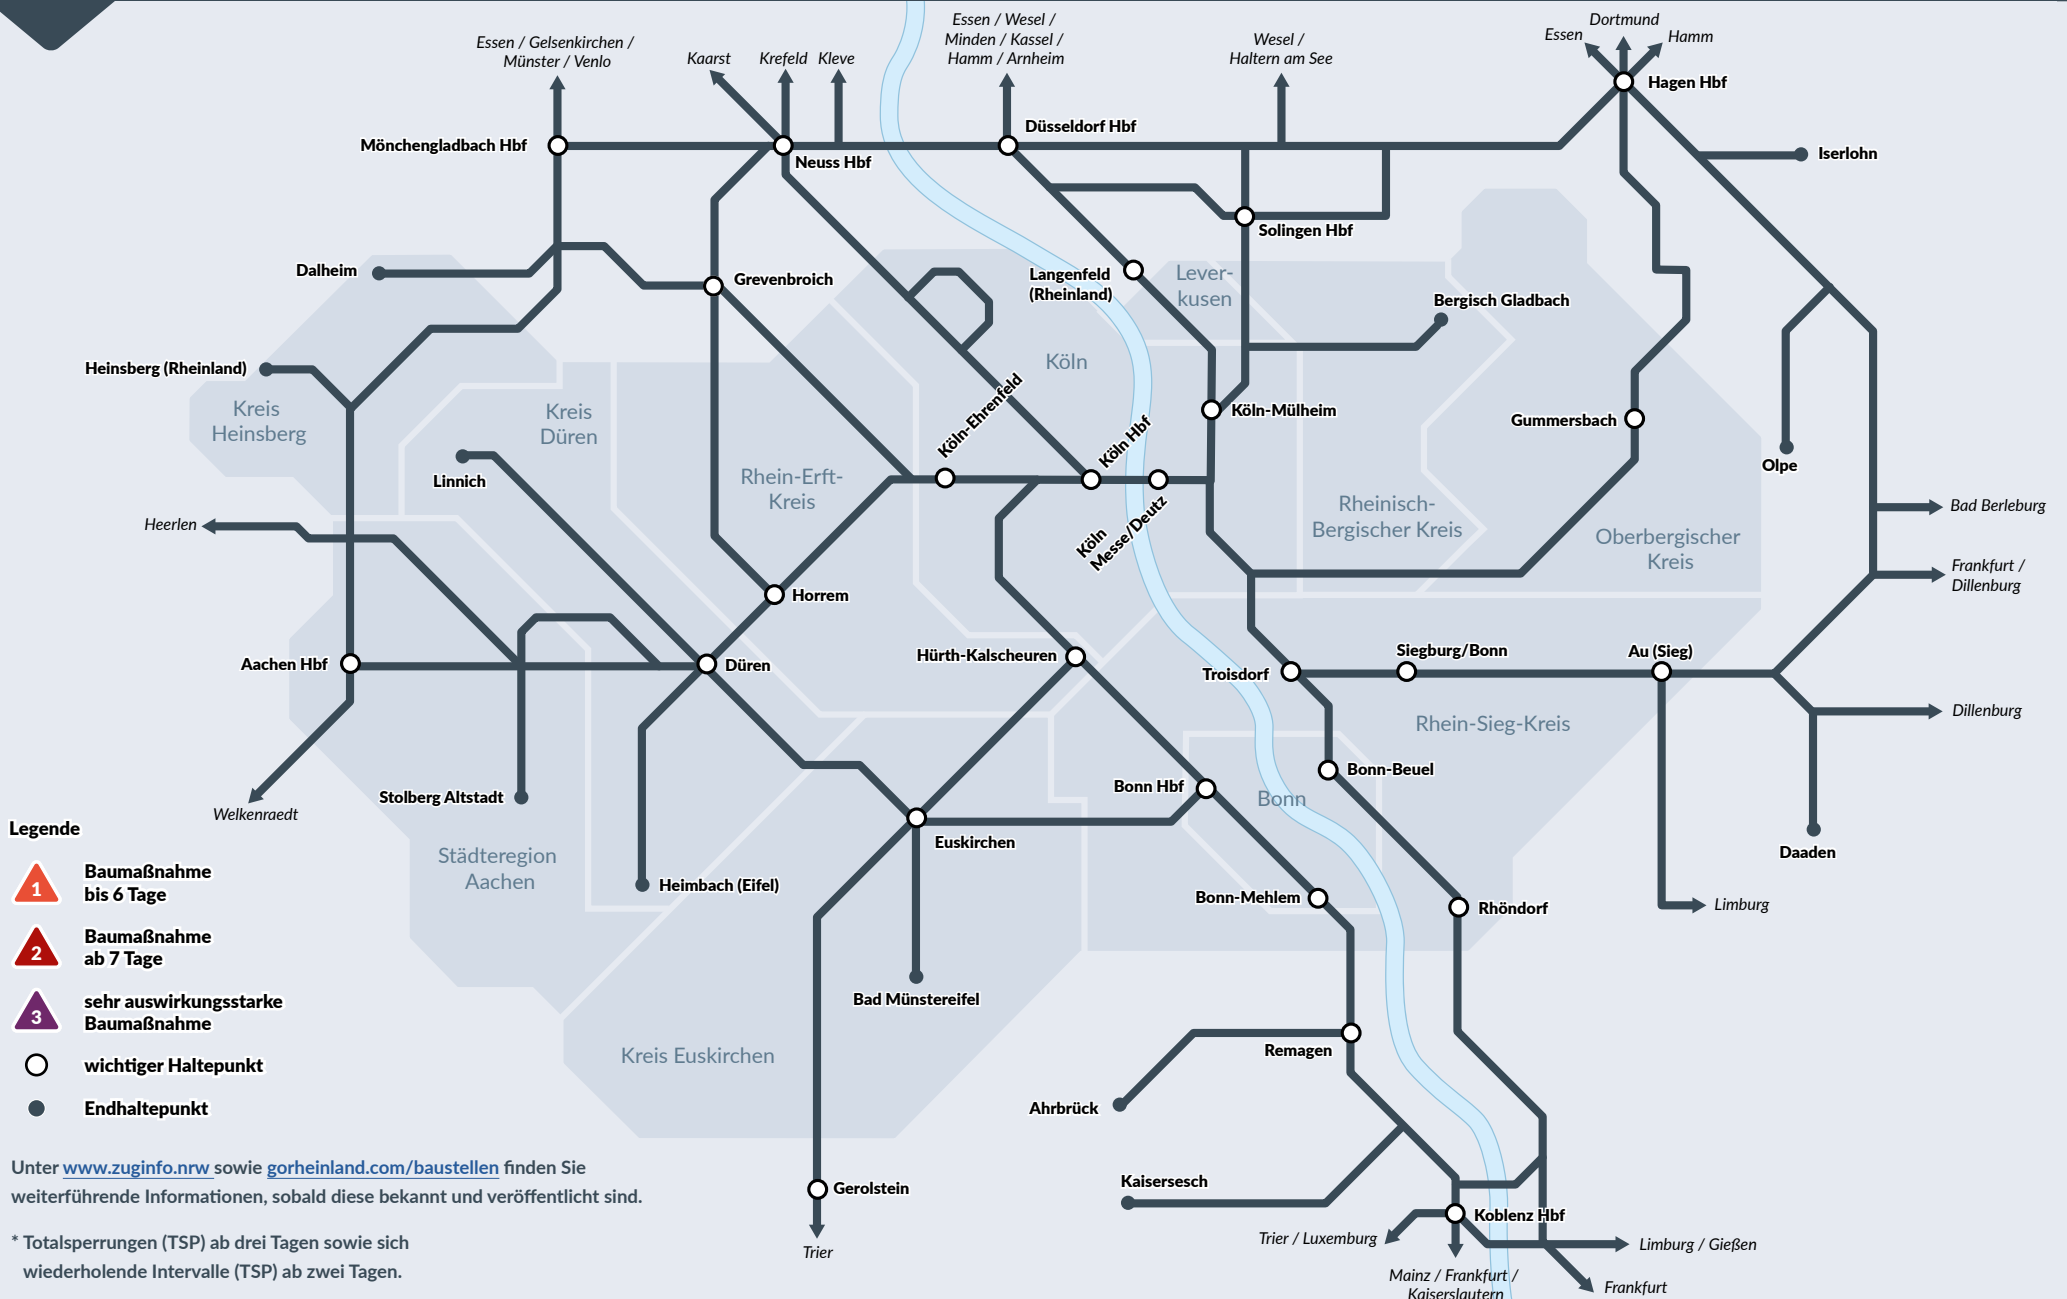 Essen / Gelsenkirchen /
Münster / Venlo
Kaarst
Krefeld
Kleve
Essen / Wesel /
Minden / Kassel /
Hamm / Arnheim
Wesel /
Haltern am See
Dortmund
Essen
Hamm
Hagen Hbf
Mönchengladbach Hbf
Neuss Hbf
Düsseldorf Hbf
Iserlohn
Solingen Hbf
Dalheim
Grevenbroich
Langenfeld
(Rheinland)
Lever-
kusen
Bergisch Gladbach
Heinsberg (Rheinland)
Kreis
Heinsberg
Kreis
Düren
Köln
Köln-Ehrenfeld
Köln Hbf
Köln-Mülheim
Gummersbach
Olpe
Linnich
Rhein-Erft-
Kreis
Rheinisch-
Bergischer Kreis
Oberbergischer
Kreis
Bad Berleburg
Heerlen
Köln
Messe/Deutz
Frankfurt /
Dillenburg
Horrem
Aachen Hbf
Düren
Hürth-Kalscheuren
Troisdorf
Siegburg/Bonn
Au (Sieg)
Rhein-Sieg-Kreis
Dillenburg
Bonn-Beuel
Bonn Hbf
Bonn
Stolberg Altstadt
Welkenraedt
Euskirchen
Daaden
Städteregion
Aachen
Heimbach (Eifel)
Bonn-Mehlem
Rhöndorf
Limburg
Bad Münstereifel
Kreis Euskirchen
Remagen
Ahrbrück
Kaisersesch
Gerolstein
Trier
Koblenz Hbf
Trier / Luxemburg
Limburg / Gießen
Mainz / Frankfurt /
Kaiserslautern
Frankfurt
Legende
1
Baumaßnahme
bis 6 Tage
2
Baumaßnahme
ab 7 Tage
3
sehr auswirkungsstarke
Baumaßnahme
wichtiger Haltepunkt
Endhaltepunkt
Unter www.zuginfo.nrw sowie gorheinland.com/baustellen finden Sie
weiterführende Informationen, sobald diese bekannt und veröffentlicht sind.
* Totalsperrungen (TSP) ab drei Tagen sowie sich
wiederholende Intervalle (TSP) ab zwei Tagen.